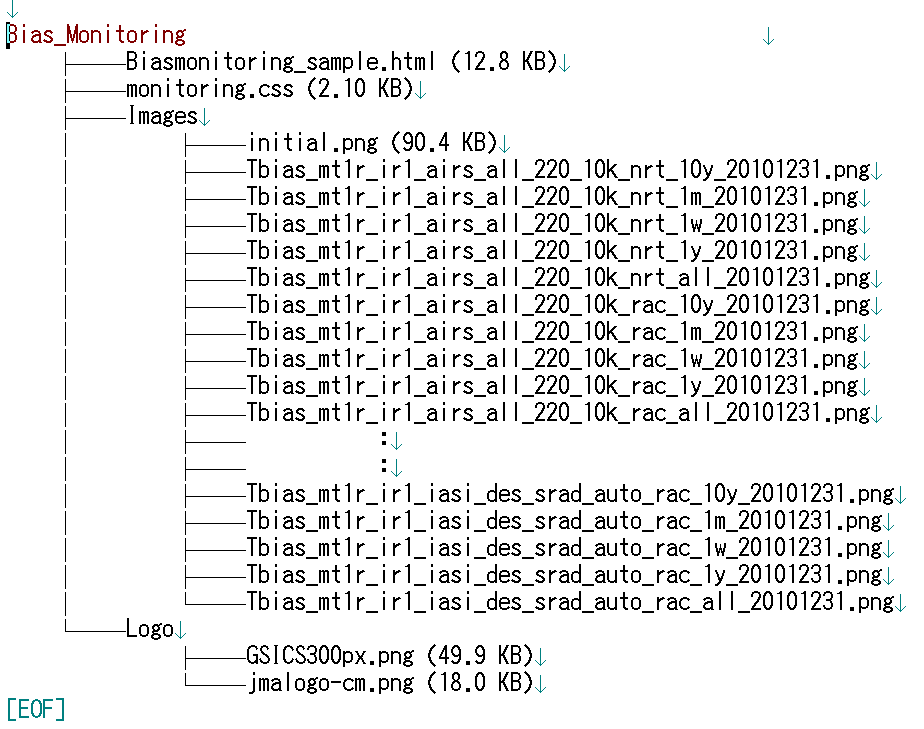 Bias_Monitoring
Biasmonitoring_sample.html (12.8 KB)
monitoring.css (2.10 KB)
Images
initial.png (90.4 KB)
Tbias_mt1r_ir1_airs_all_220_10k_nrt_10y_20101231.png
Tbias_mt1r_ir1_airs_all_220_10k_nrt_1m_20101231.png
Tbias_mt1r_ir1_airs_all_220_10k_nrt_1w_20101231.png
Tbias_mt1r_ir1_airs_all_220_10k_nrt_1y_20101231.png
Tbias_mt1r_ir1_airs_all_220_10k_nrt_all_20101231.png
Tbias_mt1r_ir1_airs_all_220_10k_rac_10y_20101231.png
Tbias_mt1r_ir1_airs_all_220_10k_rac_1m_20101231.png
Tbias_mt1r_ir1_airs_all_220_10k_rac_1w_20101231.png
Tbias_mt1r_ir1_airs_all_220_10k_rac_1y_20101231.png
Tbias_mt1r_ir1_airs_all_220_10k_rac_all_20101231.png
:
:
Tbias_mt1r_ir1_iasi_des_srad_auto_rac_10y_20101231.png
Tbias_mt1r_ir1_iasi_des_srad_auto_rac_1m_20101231.png
Tbias_mt1r_ir1_iasi_des_srad_auto_rac_1w_20101231.png
Tbias_mt1r_ir1_iasi_des_srad_auto_rac_1y_20101231.png
Tbias_mt1r_ir1_iasi_des_srad_auto_rac_all_20101231.png
Logo
GSICS300px.png (49.9 KB)
jmalogo-cm.png (18.0 KB)
[EOF]